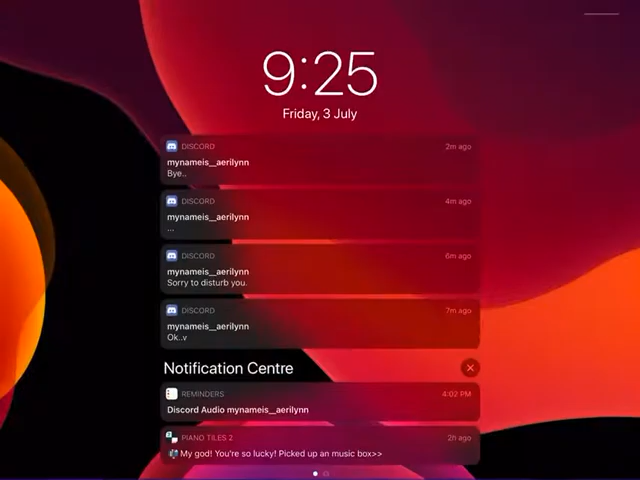 9:25
Friday, 3 July
DISCORD 2m ago
mynameis__aerilynn
Bye..
DISCORD 4m ago
mynameis__aerilynn
...
DISCORD 6m ago
mynameis__aerilynn
Sorry to disturb you.
DISCORD 7m ago
mynameis__aerilynn
Ok..v
Notification Centre
REMINDERS 4:02 PM
Discord Audio mynameis__aerilynn
PIANO TILES 2 2h ago
My god! You're so lucky! Picked up an music box>>